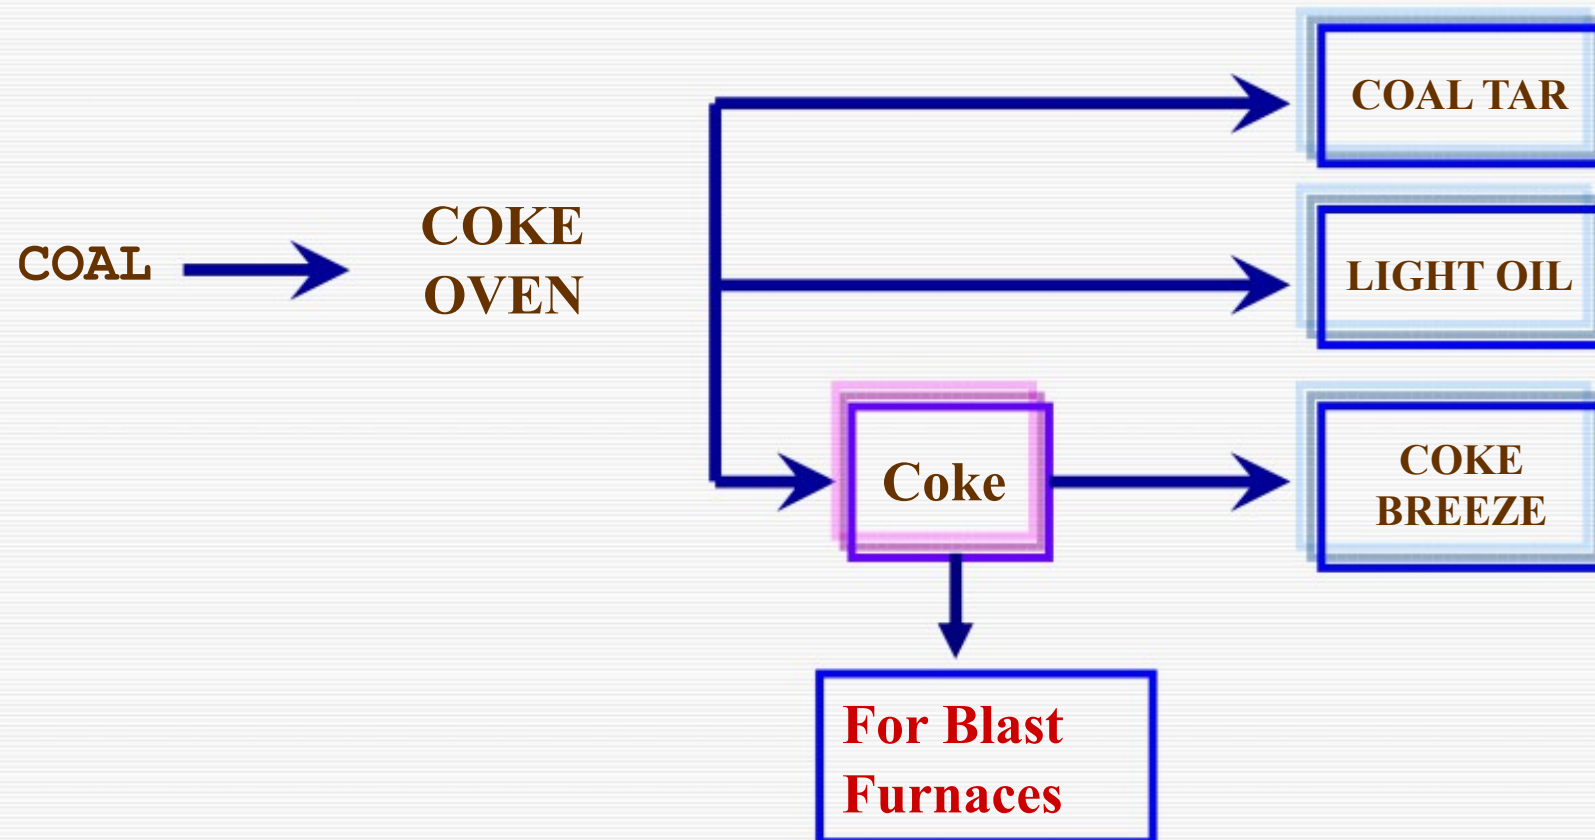 COAL
COKE
OVEN
COAL TAR
LIGHT OIL
Coke
COKE
BREEZE
For Blast
Furnaces